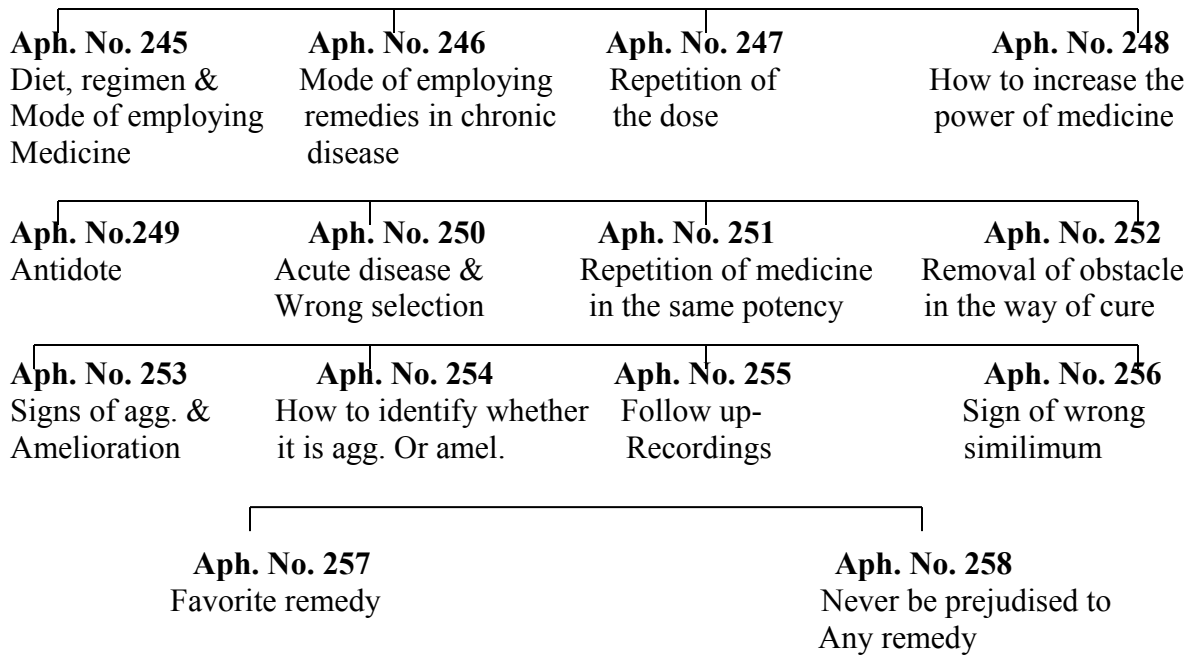 Aph. No. 245 Aph. No. 246 Aph. No. 247 Aph. No. 248
Diet, regimen & Mode of employing Repetition of How to increase the
Mode of employing remedies in chronic the dose power of medicine
Medicine disease
Aph. No.249 Aph. No. 250 Aph. No. 251 Aph. No. 252
Antidote Acute disease & Repetition of medicine Removal of obstacle
Wrong selection in the same potency in the way of cure
Aph. No. 253 Aph. No. 254 Aph. No. 255 Aph. No. 256
Signs of agg. & How to identify whether Follow up- Sign of wrong
Amelioration it is agg. Or amel. Recordings similimum
Aph. No. 257 Aph. No. 258
Favorite remedy Never be prejudised to
Any remedy